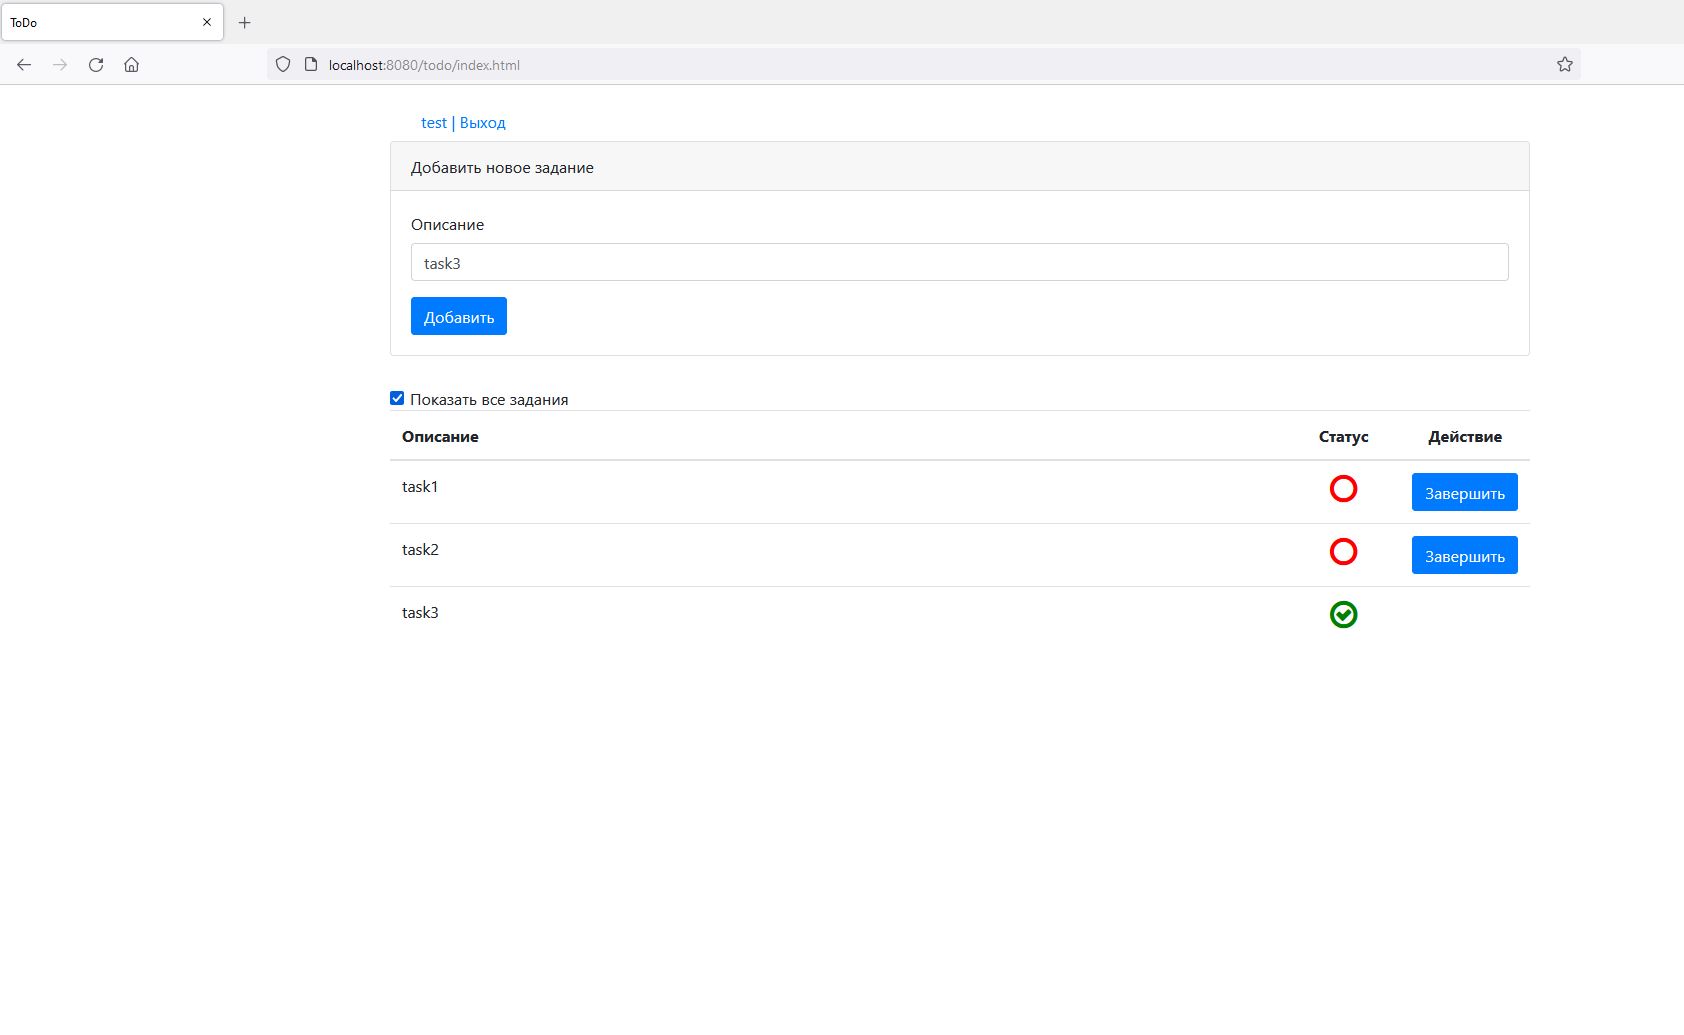 ToDo
localhost:8080/todo/index.html
test | Выход
Добавить новое задание
Описание
task3
Добавить
Показать все задания
Описание Статус Действие
task1 Завершить
task2 Завершить
task3